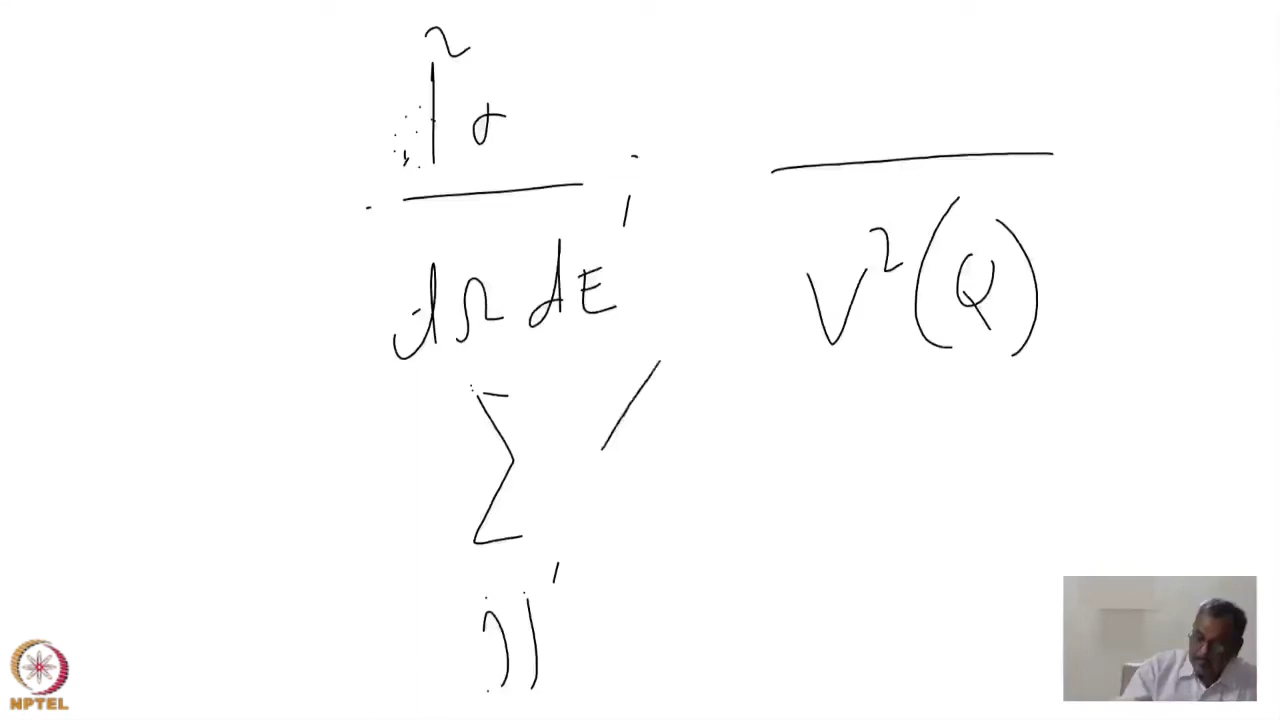 d²σ
dΩ dE' V²(Q)
Σ
jj'
NPTEL